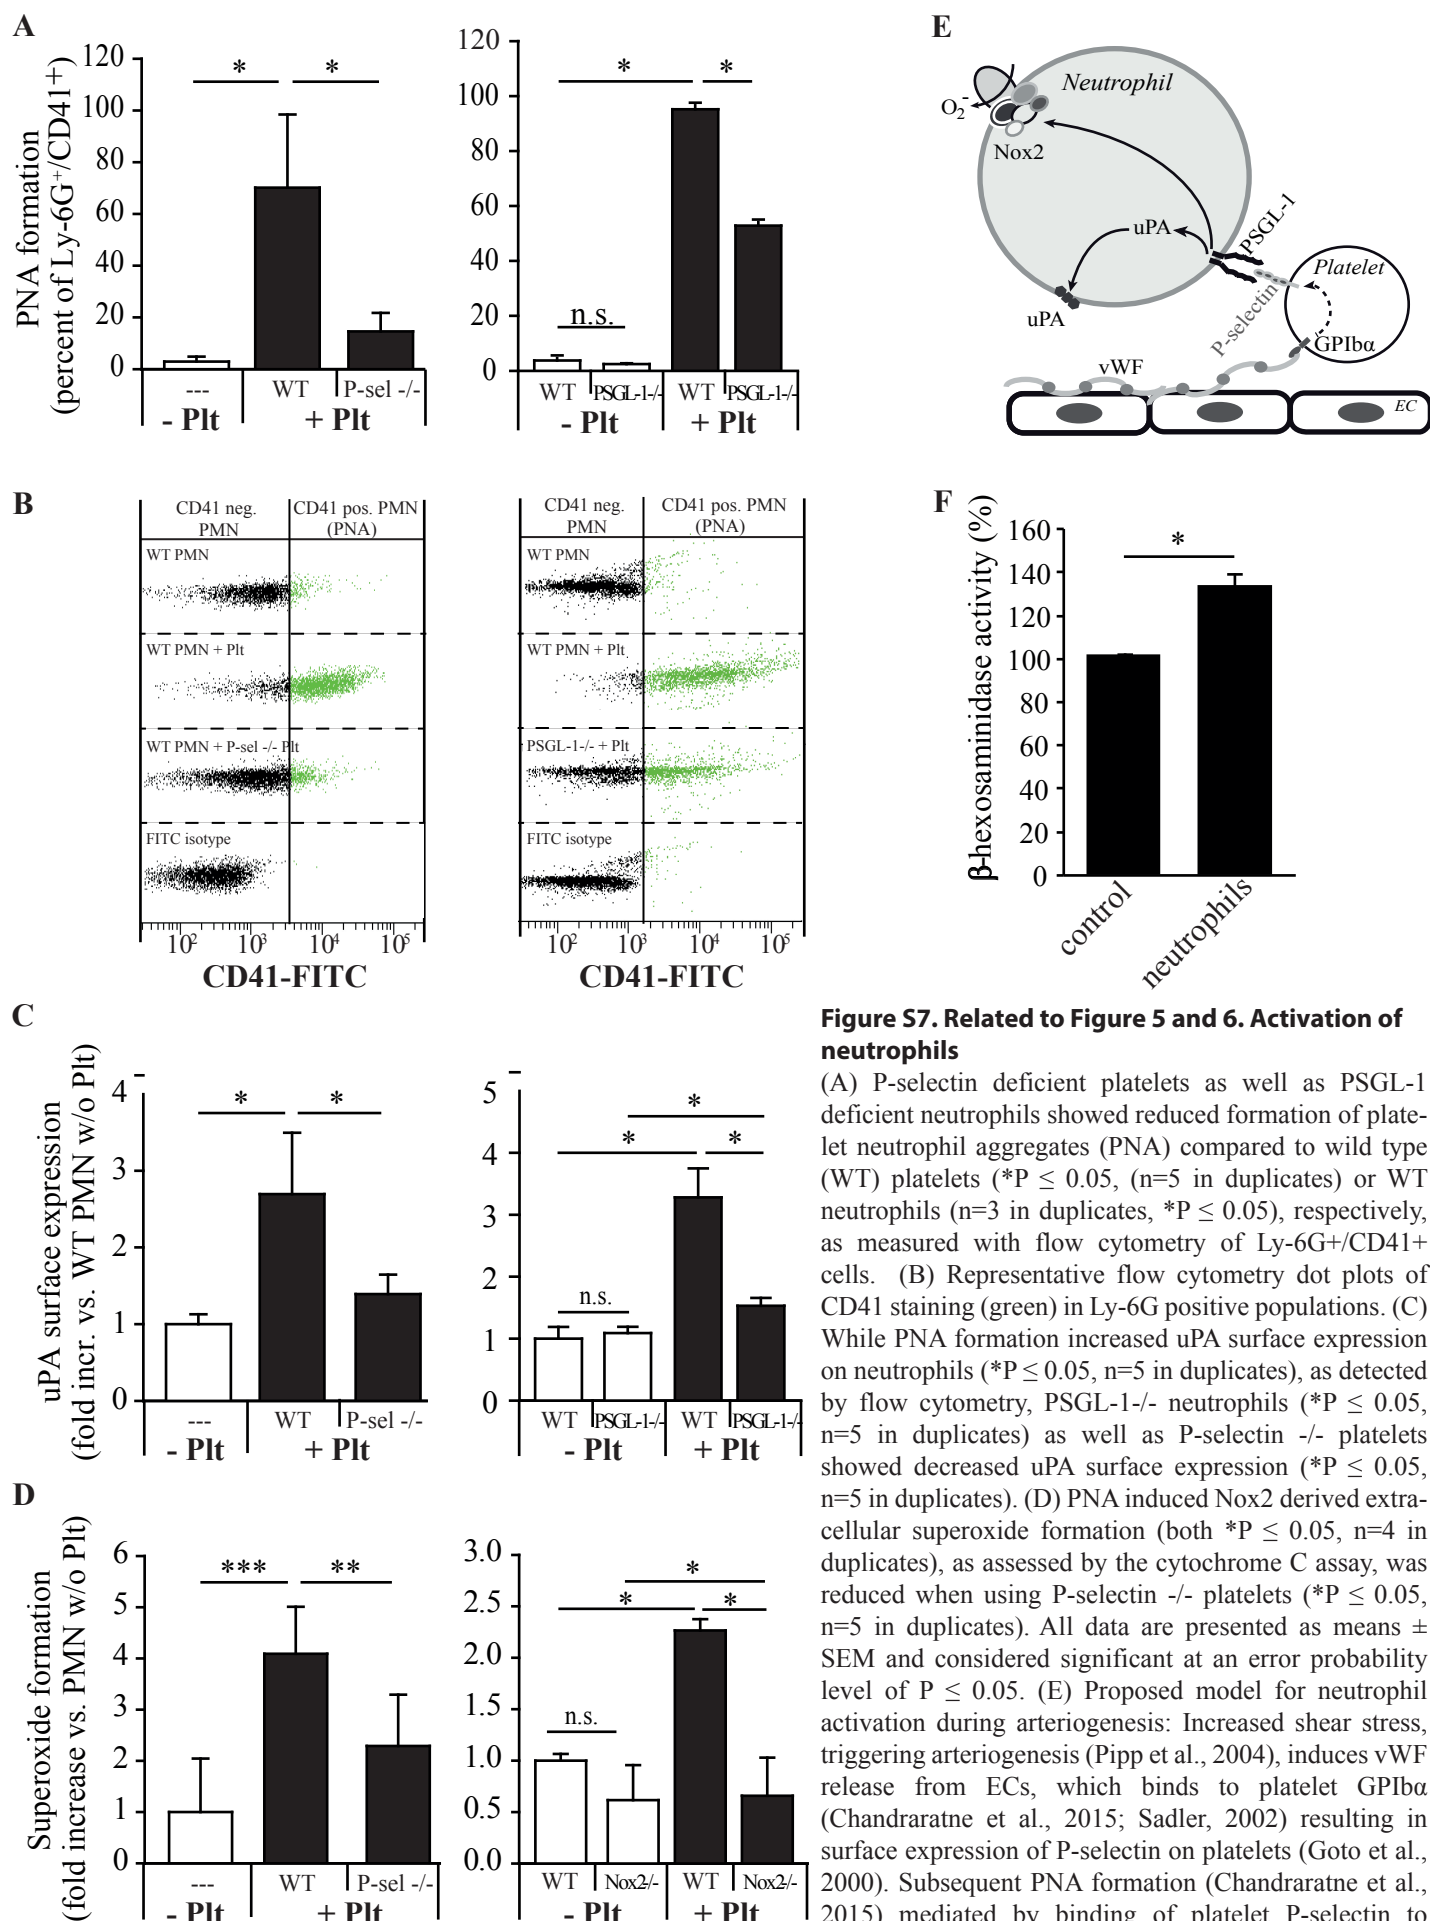 A
120
100
80
60
40
20
0
PNA formation
(percent of Ly-6G+/CD41+)
*
*
---
WT
P-sel -/-
- Plt
+ Plt
120
100
80
60
40
20
0
*
*
n.s.
WT
PSGL-1-/-
WT
PSGL-1-/-
- Plt
+ Plt
E
Neutrophil
O2-
Nox2
uPA
uPA
PSGL-1
P-selectin
Platelet
GPIbα
vWF
EC
B
CD41 neg.
PMN
CD41 pos. PMN
(PNA)
WT PMN
WT PMN + Plt
WT PMN + P-sel -/- Plt
FITC isotype
10² 10³ 10⁴ 10⁵
CD41-FITC
CD41 neg.
PMN
CD41 pos. PMN
(PNA)
WT PMN
WT PMN + Plt
PSGL-1-/- + Plt
FITC isotype
10² 10³ 10⁴ 10⁵
CD41-FITC
F
β-hexosaminidase activity (%)
160
140
120
100
80
60
40
20
0
*
control
neutrophils
C
uPA surface expression
(fold incr. vs. WT PMN w/o Plt)
4
3
2
1
0
*
*
---
WT
P-sel -/-
- Plt
+ Plt
5
4
3
2
1
0
*
*
*
n.s.
WT
PSGL-1-/-
WT
PSGL-1-/-
- Plt
+ Plt
D
Superoxide formation
(fold increase vs. PMN w/o Plt)
6
5
4
3
2
1
0
***
**
---
WT
P-sel -/-
- Plt
+ Plt
3.0
2.5
2.0
1.5
1.0
0.5
0
*
*
*
n.s.
WT
Nox2/-
WT
Nox2/-
- Plt
+ Plt
Figure S7. Related to Figure 5 and 6. Activation of
neutrophils
(A) P-selectin deficient platelets as well as PSGL-1
deficient neutrophils showed reduced formation of plate-
let neutrophil aggregates (PNA) compared to wild type
(WT) platelets (*P ≤ 0.05, (n=5 in duplicates) or WT
neutrophils (n=3 in duplicates, *P ≤ 0.05), respectively,
as measured with flow cytometry of Ly-6G+/CD41+
cells. (B) Representative flow cytometry dot plots of
CD41 staining (green) in Ly-6G positive populations. (C)
While PNA formation increased uPA surface expression
on neutrophils (*P ≤ 0.05, n=5 in duplicates), as detected
by flow cytometry, PSGL-1-/- neutrophils (*P ≤ 0.05,
n=5 in duplicates) as well as P-selectin -/- platelets
showed decreased uPA surface expression (*P ≤ 0.05,
n=5 in duplicates). (D) PNA induced Nox2 derived extra-
cellular superoxide formation (both *P ≤ 0.05, n=4 in
duplicates), as assessed by the cytochrome C assay, was
reduced when using P-selectin -/- platelets (*P ≤ 0.05,
n=5 in duplicates). All data are presented as means ±
SEM and considered significant at an error probability
level of P ≤ 0.05. (E) Proposed model for neutrophil
activation during arteriogenesis: Increased shear stress,
triggering arteriogenesis (Pipp et al., 2004), induces vWF
release from ECs, which binds to platelet GPIbα
(Chandraratne et al., 2015; Sadler, 2002) resulting in
surface expression of P-selectin on platelets (Goto et al.,
2000). Subsequent PNA formation (Chandraratne et al.,
2015) mediated by binding of platelet P-selectin to